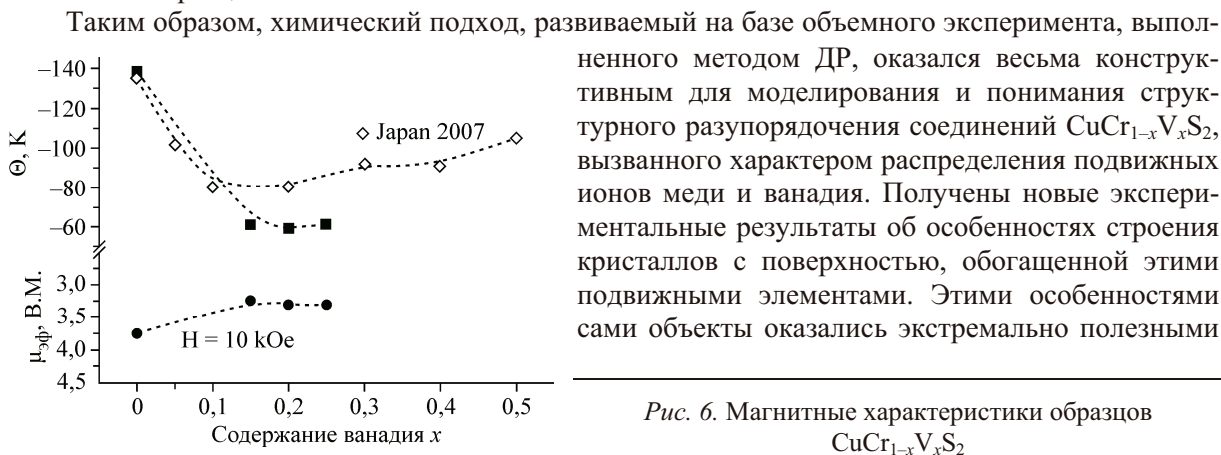 Таким образом, химический подход, развиваемый на базе объемного эксперимента, выпол-
ненного методом ДР, оказался весьма конструк-
тивным для моделирования и понимания струк-
турного разупорядочения соединений CuCr1–xVxS2,
вызванного характером распределения подвижных
ионов меди и ванадия. Получены новые экспери-
ментальные результаты об особенностях строения
кристаллов с поверхностью, обогащенной этими
подвижными элементами. Этими особенностями
сами объекты оказались экстремально полезными
–140
–120
–100
–80
–60
Θ, K
Japan 2007
3,0
3,5
4,0
4,5
μэф, В.М.
H = 10 kOe
0 0,1 0,2 0,3 0,4 0,5
Содержание ванадия x
Рис. 6. Магнитные характеристики образцов
CuCr1–xVxS2